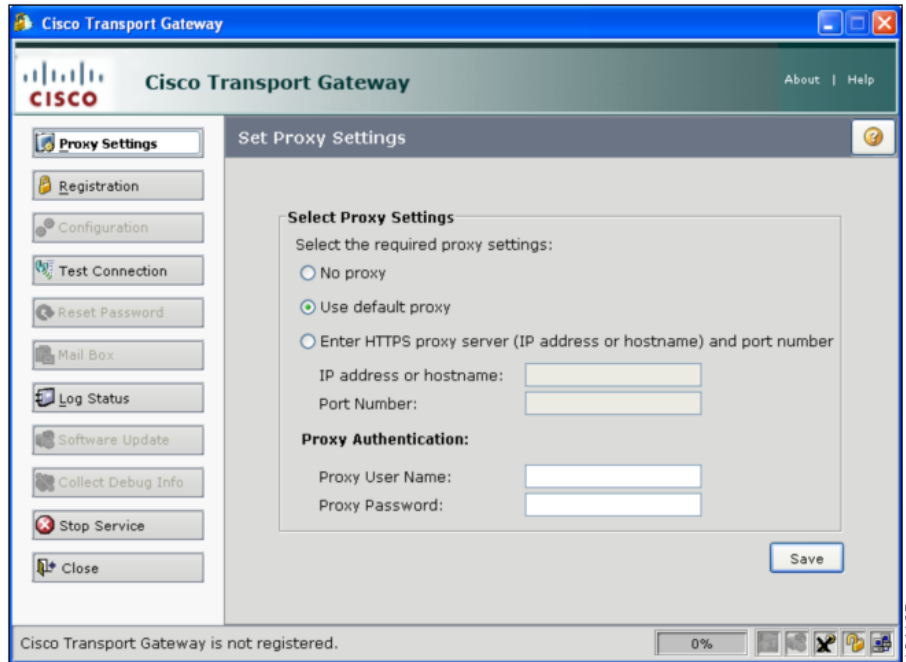 Cisco Transport Gateway
CISCO
Cisco Transport Gateway
About | Help
Proxy Settings
Registration
Configuration
Test Connection
Reset Password
Mail Box
Log Status
Software Update
Collect Debug Info
Stop Service
Close
Set Proxy Settings
Select Proxy Settings
Select the required proxy settings:
No proxy
Use default proxy
Enter HTTPS proxy server (IP address or hostname) and port number
IP address or hostname:
Port Number:
Proxy Authentication:
Proxy User Name:
Proxy Password:
Save
Cisco Transport Gateway is not registered.
0%